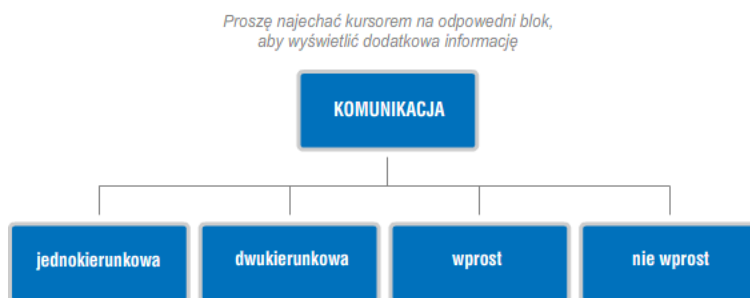 Proszę najechać kursorem na odpowedni blok,
aby wyświetlić dodatkowa informację
KOMUNIKACJA
jednokierunkowa
dwukierunkowa
wprost
nie wprost